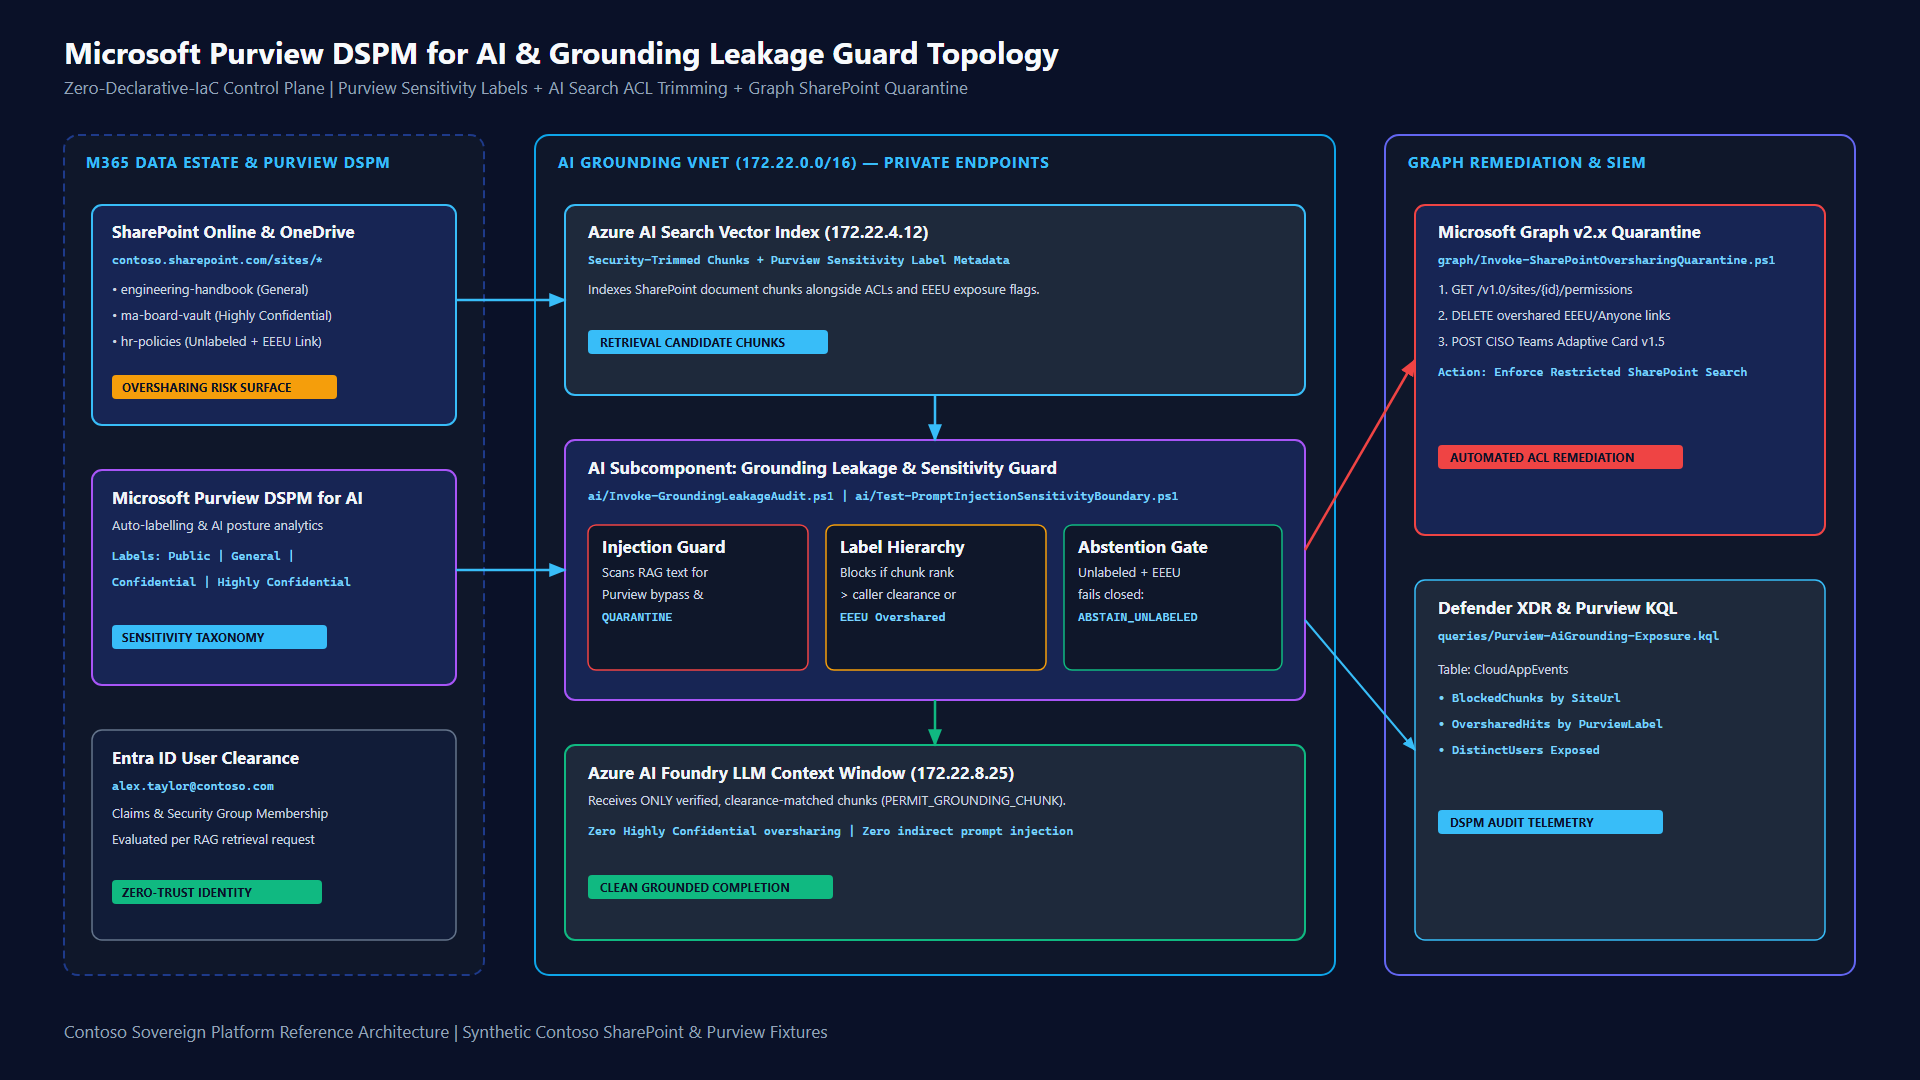 Microsoft Purview DSPM for AI & Grounding Leakage Guard Topology
Zero-Declarative-IaC Control Plane | Purview Sensitivity Labels + AI Search ACL Trimming + Graph SharePoint Quarantine
M365 DATA ESTATE & PURVIEW DSPM
SharePoint Online & OneDrive
contoso.sharepoint.com/sites/*
• engineering-handbook (General)
• ma-board-vault (Highly Confidential)
• hr-policies (Unlabeled + EEEU Link)
OVERSHARING RISK SURFACE
Microsoft Purview DSPM for AI
Auto-labelling & AI posture analytics
Labels: Public | General |
Confidential | Highly Confidential
SENSITIVITY TAXONOMY
Entra ID User Clearance
alex.taylor@contoso.com
Claims & Security Group Membership
Evaluated per RAG retrieval request
ZERO-TRUST IDENTITY
AI GROUNDING VNET (172.22.0.0/16) — PRIVATE ENDPOINTS
Azure AI Search Vector Index (172.22.4.12)
Security-Trimmed Chunks + Purview Sensitivity Label Metadata
Indexes SharePoint document chunks alongside ACLs and EEEU exposure flags.
RETRIEVAL CANDIDATE CHUNKS
AI Subcomponent: Grounding Leakage & Sensitivity Guard
ai/Invoke-GroundingLeakageAudit.ps1 | ai/Test-PromptInjectionSensitivityBoundary.ps1
Injection Guard
Scans RAG text for
Purview bypass &
QUARANTINE
Label Hierarchy
Blocks if chunk rank
> caller clearance or
EEEU Overshared
Abstention Gate
Unlabeled + EEEU
fails closed:
ABSTAIN_UNLABELED
Azure AI Foundry LLM Context Window (172.22.8.25)
Receives ONLY verified, clearance-matched chunks (PERMIT_GROUNDING_CHUNK).
Zero Highly Confidential oversharing | Zero indirect prompt injection
CLEAN GROUNDED COMPLETION
GRAPH REMEDIATION & SIEM
Microsoft Graph v2.x Quarantine
graph/Invoke-SharePointOversharingQuarantine.ps1
1. GET /v1.0/sites/{id}/permissions
2. DELETE overshared EEEU/Anyone links
3. POST CISO Teams Adaptive Card v1.5
Action: Enforce Restricted SharePoint Search
AUTOMATED ACL REMEDIATION
Defender XDR & Purview KQL
queries/Purview-AiGrounding-Exposure.kql
Table: CloudAppEvents
• BlockedChunks by SiteUrl
• OversharedHits by PurviewLabel
• DistinctUsers Exposed
DSPM AUDIT TELEMETRY
Contoso Sovereign Platform Reference Architecture | Synthetic Contoso SharePoint & Purview Fixtures